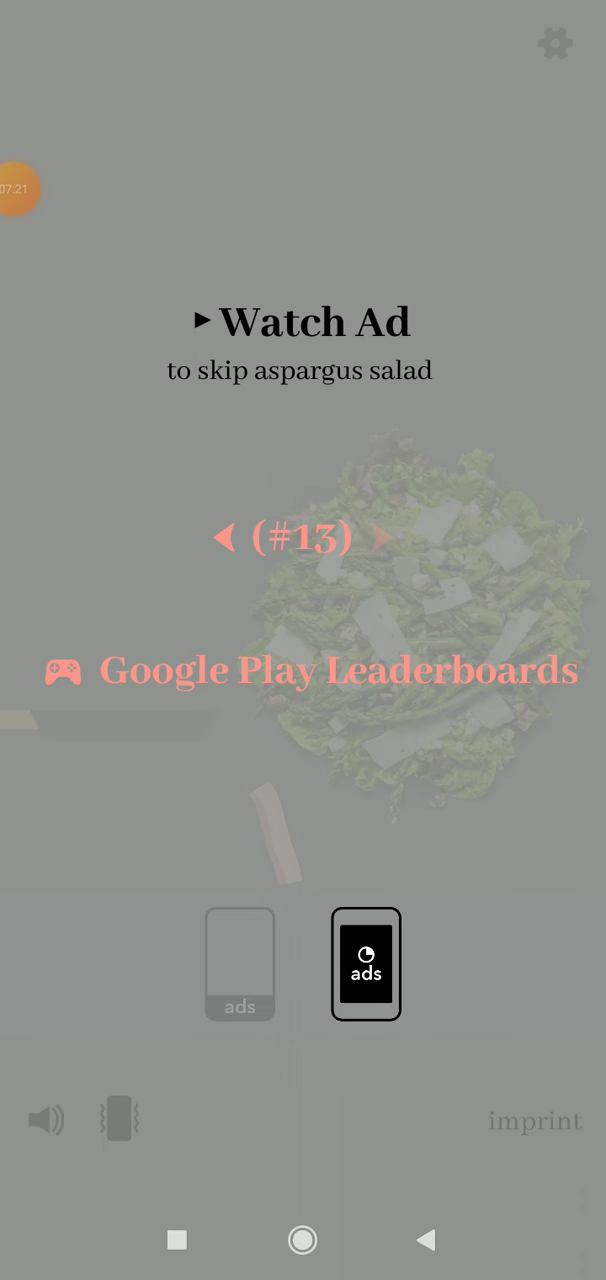 07:21
Watch Ad
to skip aspargus salad
(#13)
Google Play Leaderboards
ads
ads
imprint